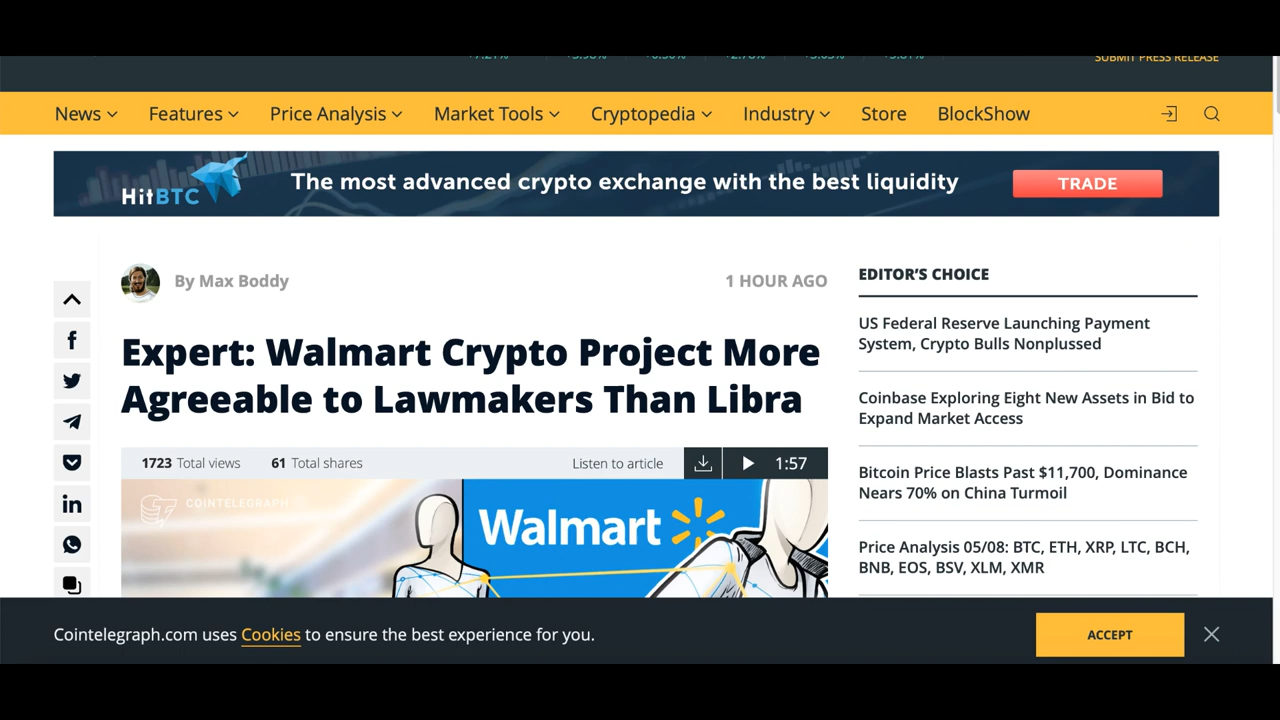 SUBMIT PRESS RELEASE
News Features Price Analysis Market Tools Cryptopedia Industry Store BlockShow
HitBTC The most advanced crypto exchange with the best liquidity TRADE
By Max Boddy 1 HOUR AGO
Expert: Walmart Crypto Project More
Agreeable to Lawmakers Than Libra
1723 Total views 61 Total shares Listen to article 1:57
COINTELEGRAPH
Walmart
EDITOR'S CHOICE
US Federal Reserve Launching Payment
System, Crypto Bulls Nonplussed
Coinbase Exploring Eight New Assets in Bid to
Expand Market Access
Bitcoin Price Blasts Past $11,700, Dominance
Nears 70% on China Turmoil
Price Analysis 05/08: BTC, ETH, XRP, LTC, BCH,
BNB, EOS, BSV, XLM, XMR
Cointelegraph.com uses Cookies to ensure the best experience for you. ACCEPT